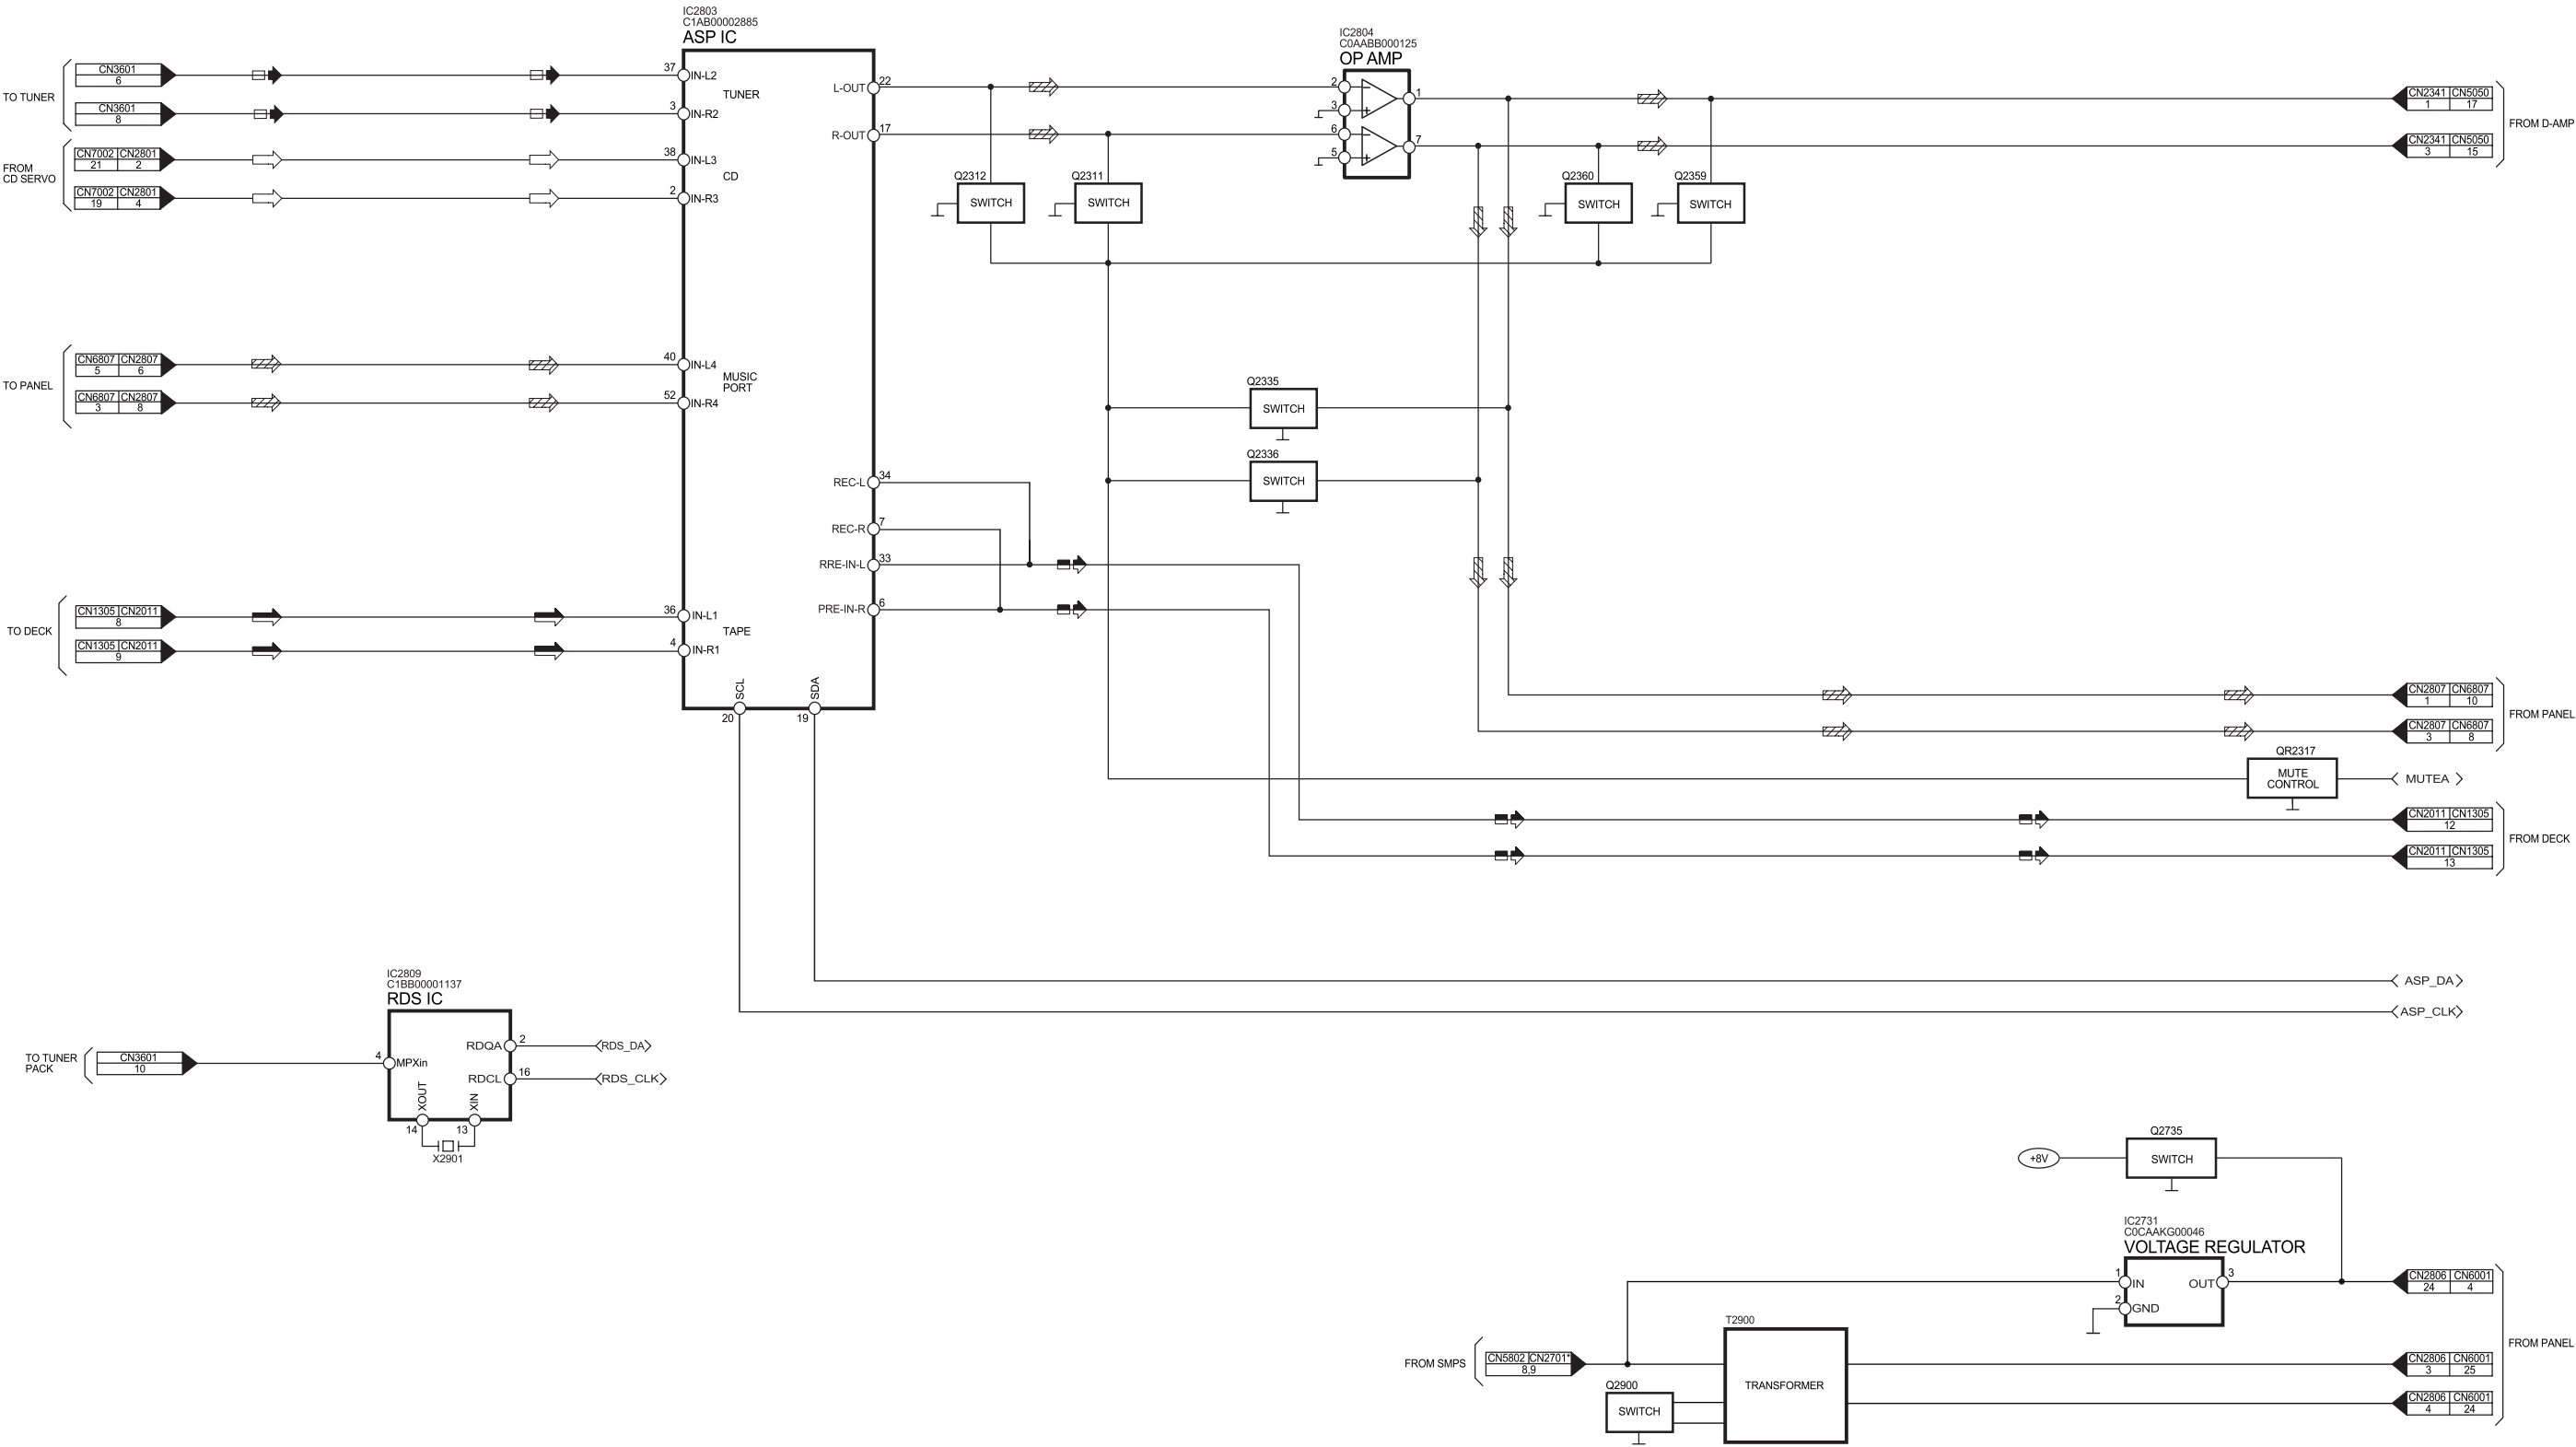 IC2803
C1AB00002885
ASP IC
TO TUNER
CN3601
6
CN3601
8
FROM
CD SERVO
CN7002 CN2801
21 2
CN7002 CN2801
19 4
TO PANEL
CN6807 CN2807
5 6
CN6807 CN2807
3 8
TO DECK
CN1305 CN2011
8
CN1305 CN2011
9
37 IN-L2
TUNER
3 IN-R2
38 IN-L3
CD
2 IN-R3
40 IN-L4
MUSIC
PORT
52 IN-R4
36 IN-L1
TAPE
4 IN-R1
SCL
20
SDA
19
L-OUT 22
R-OUT 17
REC-L 34
REC-R 7
RRE-IN-L 33
PRE-IN-R 6
Q2312
SWITCH
Q2311
SWITCH
IC2804
C0AABB000125
OP AMP
2
3
6
5
1
7
Q2360
SWITCH
Q2359
SWITCH
Q2335
SWITCH
Q2336
SWITCH
CN2341 CN5050
1 17
CN2341 CN5050
3 15
FROM D-AMP
CN2807 CN6807
1 10
CN2807 CN6807
3 8
FROM PANEL
QR2317
MUTE
CONTROL
MUTEA
CN2011 CN1305
12
CN2011 CN1305
13
FROM DECK
ASP_DA
ASP_CLK
IC2809
C1BB00001137
RDS IC
TO TUNER
PACK
CN3601
10
4 MPXin
RDQA 2
RDS_DA
RDCL 16
RDS_CLK
XOUT
14
XIN
13
X2901
Q2735
+8V
SWITCH
IC2731
C0CAAKG00046
VOLTAGE REGULATOR
1 IN
OUT 3
2 GND
CN2806 CN6001
24 4
T2900
TRANSFORMER
FROM SMPS
CN5802 CN2701*
8,9
Q2900
SWITCH
CN2806 CN6001
3 25
CN2806 CN6001
4 24
FROM PANEL